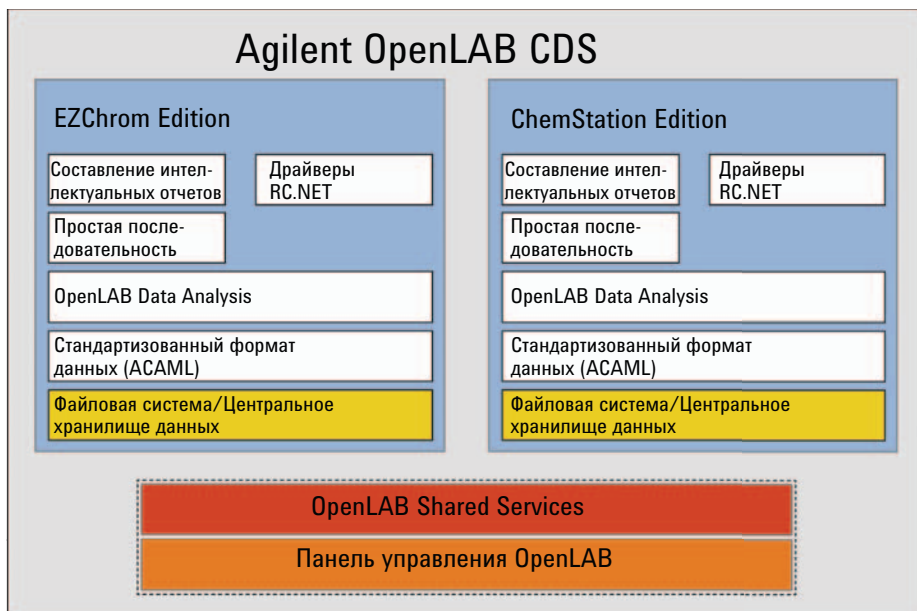 Agilent OpenLAB CDS
EZChrom Edition
Составление интел-
лектуальных отчетов
Драйверы
RC.NET
Простая после-
довательность
OpenLAB Data Analysis
Стандартизованный формат
данных (ACAML)
Файловая система/Центральное
хранилище данных
ChemStation Edition
Составление интел-
лектуальных отчетов
Драйверы
RC.NET
Простая после-
довательность
OpenLAB Data Analysis
Стандартизованный формат
данных (ACAML)
Файловая система/Центральное
хранилище данных
OpenLAB Shared Services
Панель управления OpenLAB